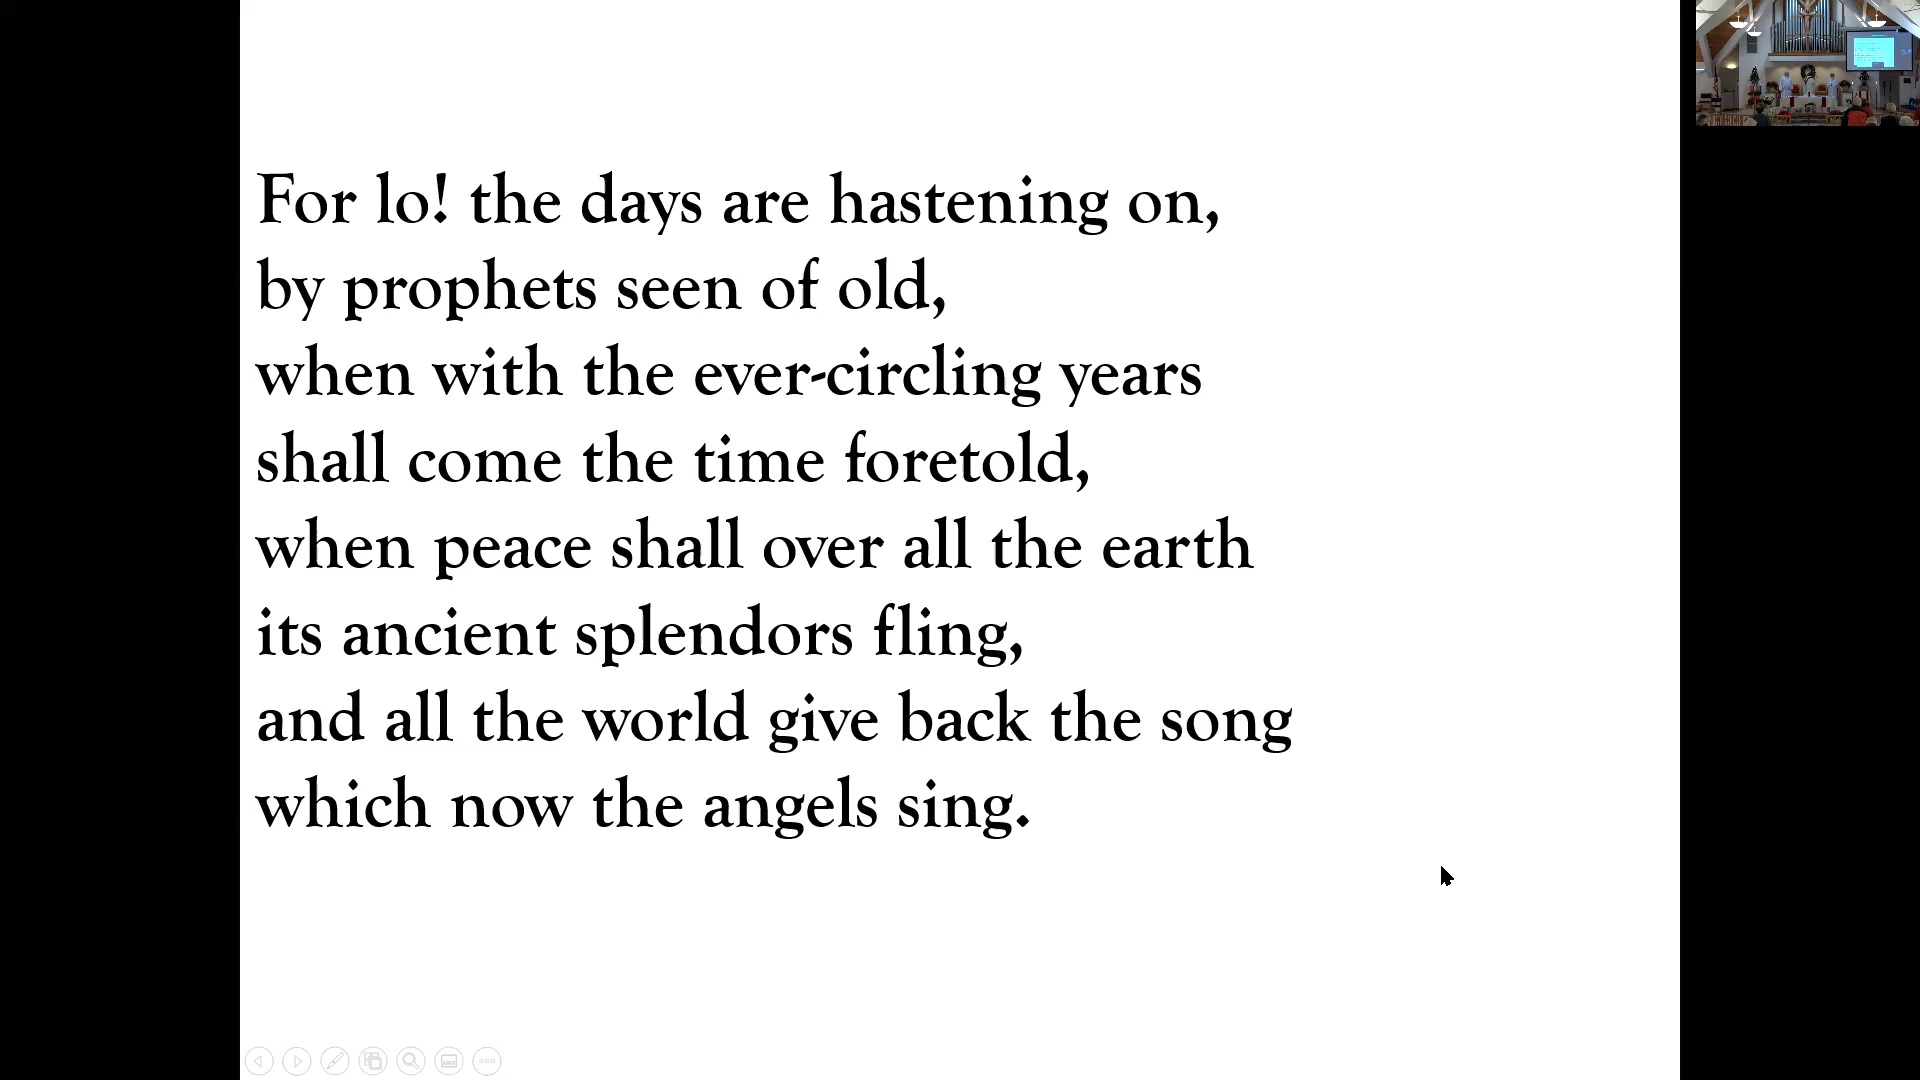 For lo! the days are hastening on,
by prophets seen of old,
when with the ever-circling years
shall come the time foretold,
when peace shall over all the earth
its ancient splendors fling,
and all the world give back the song
which now the angels sing.